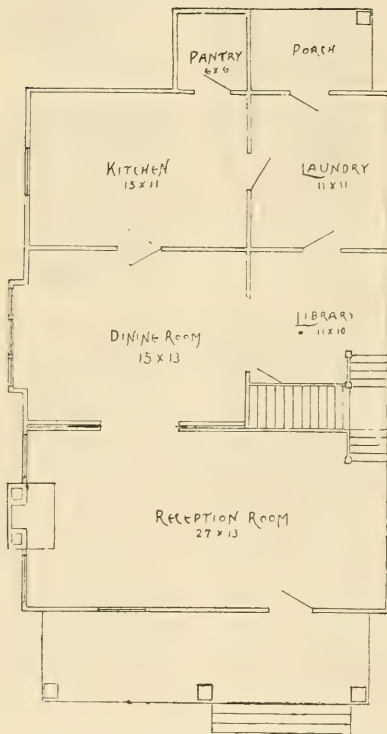 PANTRY
6 x 6
PORCH
KITCHEN
13 x 11
LAUNDRY
11 x 11
LIBRARY
11 x 10
DINING ROOM
15 x 13
RECEPTION ROOM
27 x 13